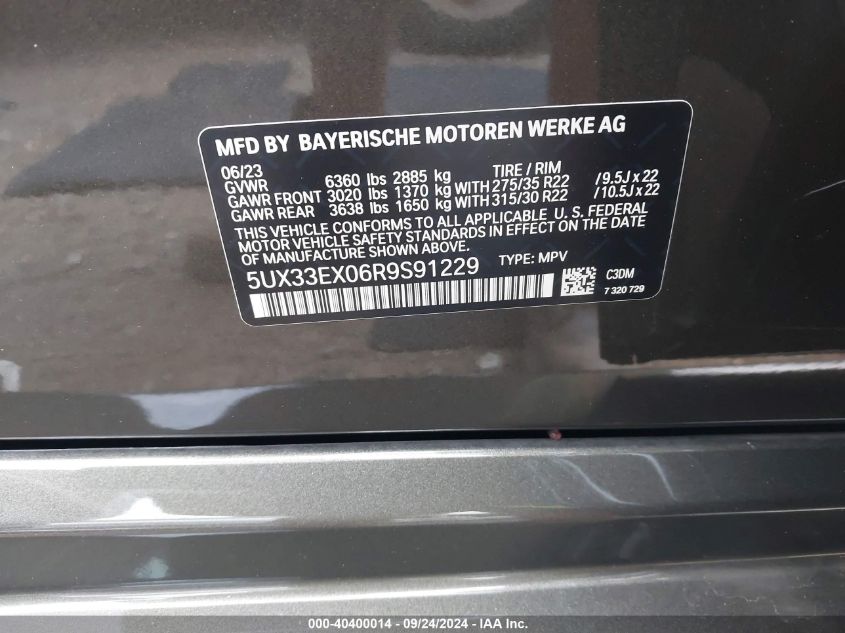 MFD BY BAYERISCHE MOTOREN WERKE AG
06/23 TIRE / RIM
GVWR 6360 lbs 2885 kg
GAWR FRONT 3020 lbs 1370 kg WITH 275/35 R22 /9.5J x 22
GAWR REAR 3638 lbs 1650 kg WITH 315/30 R22 /10.5J x 22
THIS VEHICLE CONFORMS TO ALL APPLICABLE U. S. FEDERAL
MOTOR VEHICLE SAFETY STANDARDS IN EFFECT ON THE DATE
OF MANUFACTURE SHOWN ABOVE.
5UX33EX06R9S91229 TYPE: MPV
C3DM
7 320 729
000-40400014 - 09/24/2024 - © IAA Inc.